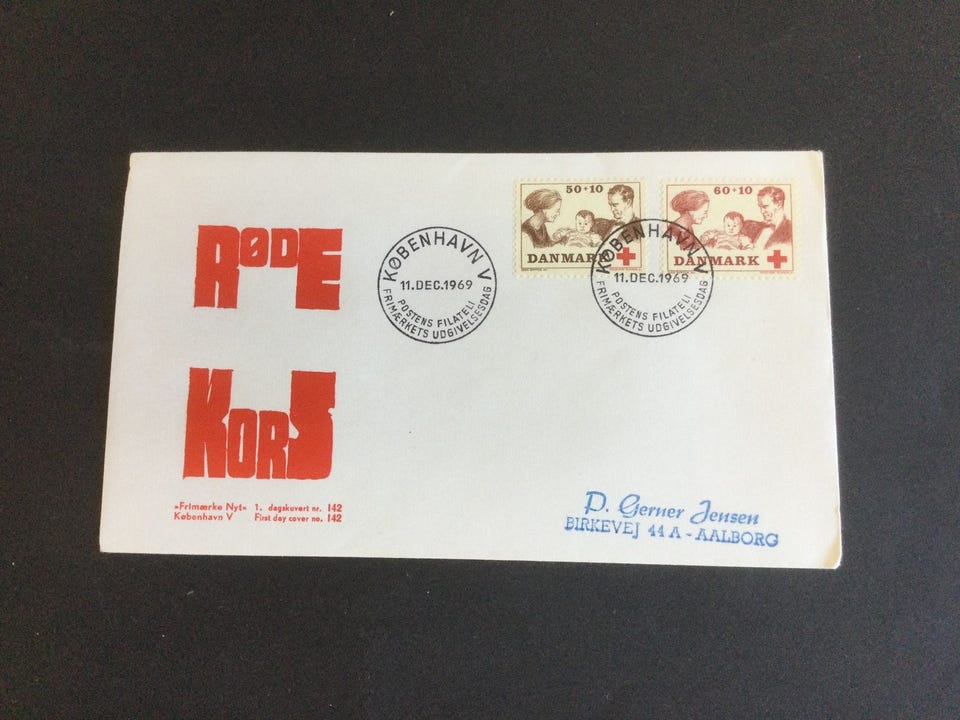 RØDE
KORS
»Frimærke Nyt« 1. dagskuvert nr. 142
København V First day cover no. 142
KØBENHAVN V
11.DEC.1969
POSTENS FILATELI
FRIMÆRKETS UDGIVELSESDAG
50+10
DANMARK
60+10
DANMARK
KØBENHAVN V
11.DEC.1969
POSTENS FILATELI
FRIMÆRKETS UDGIVELSESDAG
P. Gerner Jensen
BIRKEVEJ 44 A - AALBORG